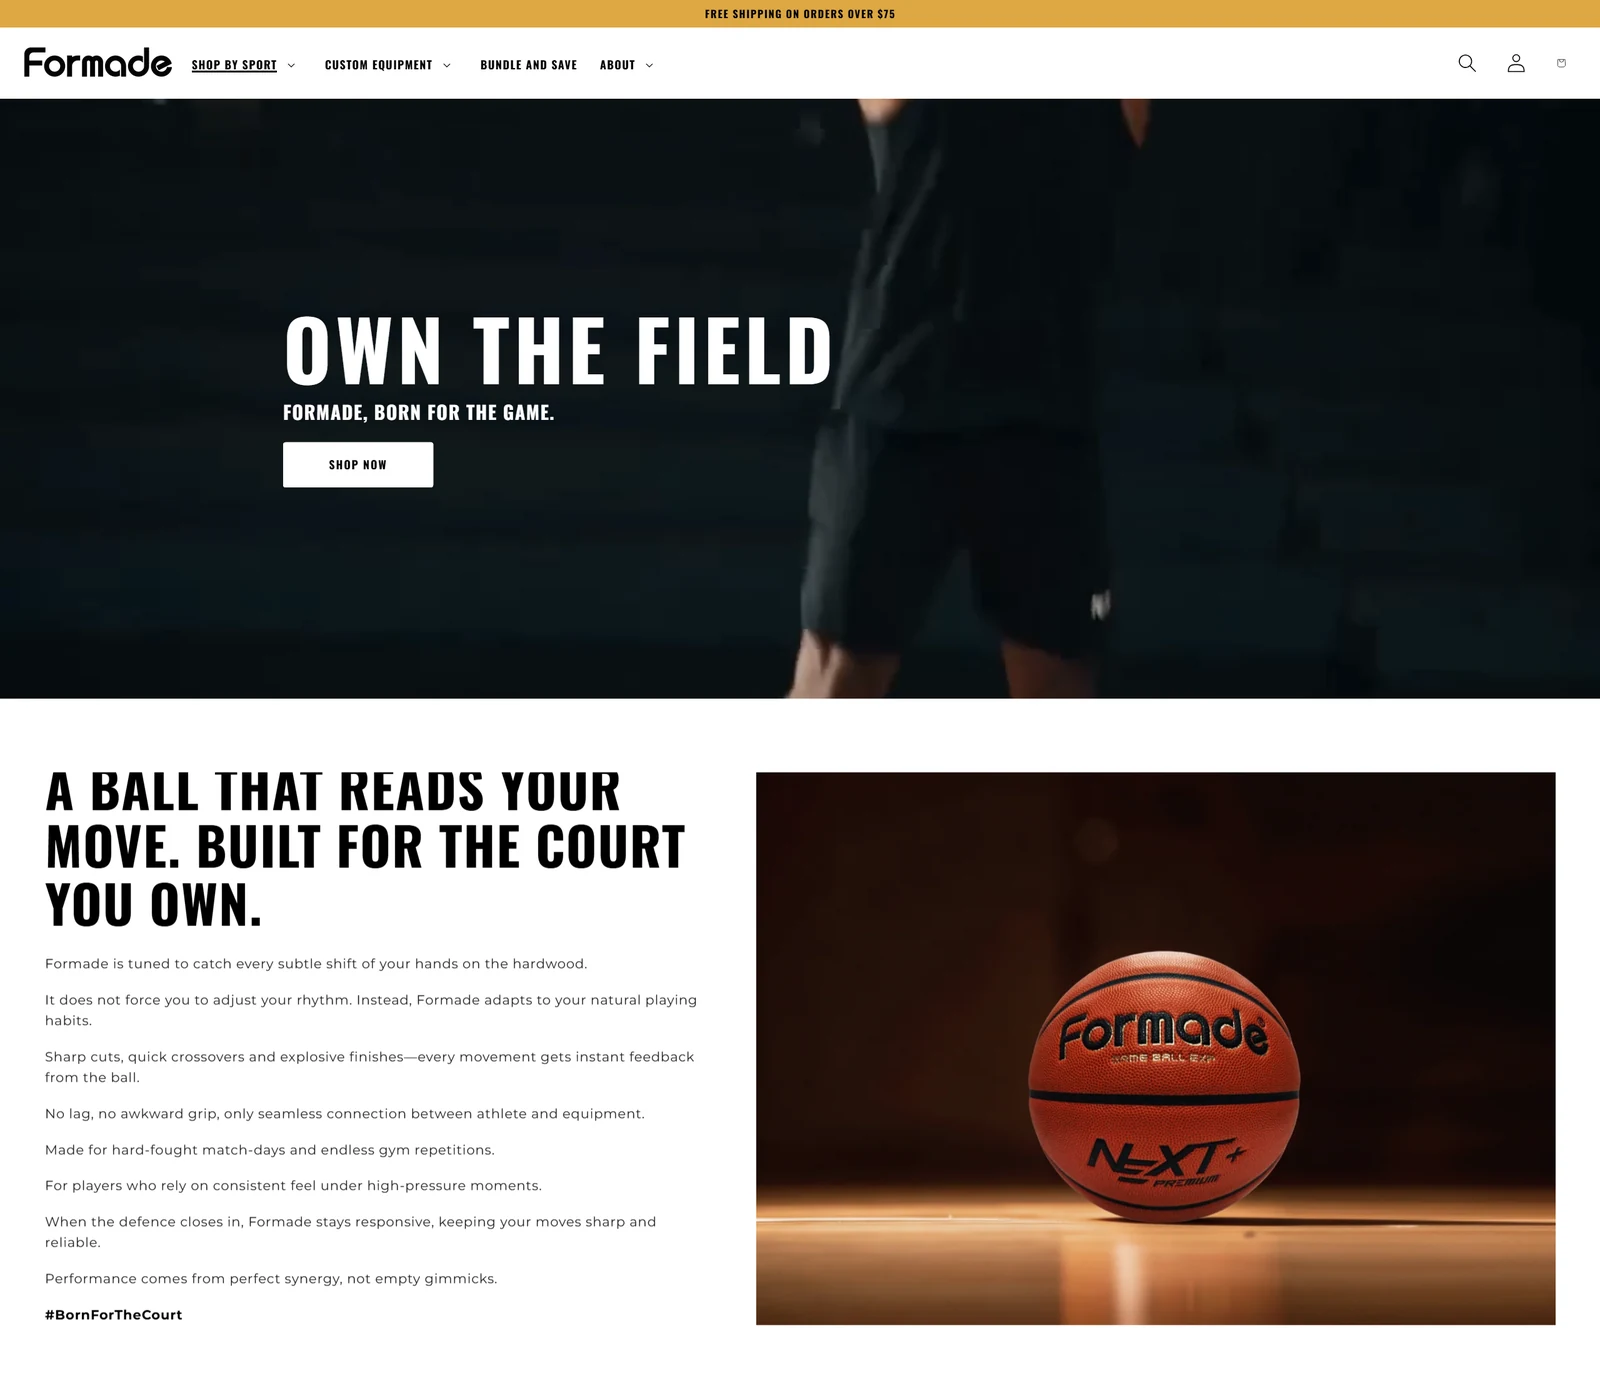 FREE SHIPPING ON ORDERS OVER $75
Formade
SHOP BY SPORT
CUSTOM EQUIPMENT
BUNDLE AND SAVE
ABOUT
OWN THE FIELD
FORMADE, BORN FOR THE GAME.
SHOP NOW
A BALL THAT READS YOUR
MOVE. BUILT FOR THE COURT
YOU OWN.
Formade is tuned to catch every subtle shift of your hands on the hardwood.
It does not force you to adjust your rhythm. Instead, Formade adapts to your natural playing
habits.
Sharp cuts, quick crossovers and explosive finishes—every movement gets instant feedback
from the ball.
No lag, no awkward grip, only seamless connection between athlete and equipment.
Made for hard-fought match-days and endless gym repetitions.
For players who rely on consistent feel under high-pressure moments.
When the defence closes in, Formade stays responsive, keeping your moves sharp and
reliable.
Performance comes from perfect synergy, not empty gimmicks.
#BornForTheCourt
Formade
GAME BALL
NEXT+
PREMIUM